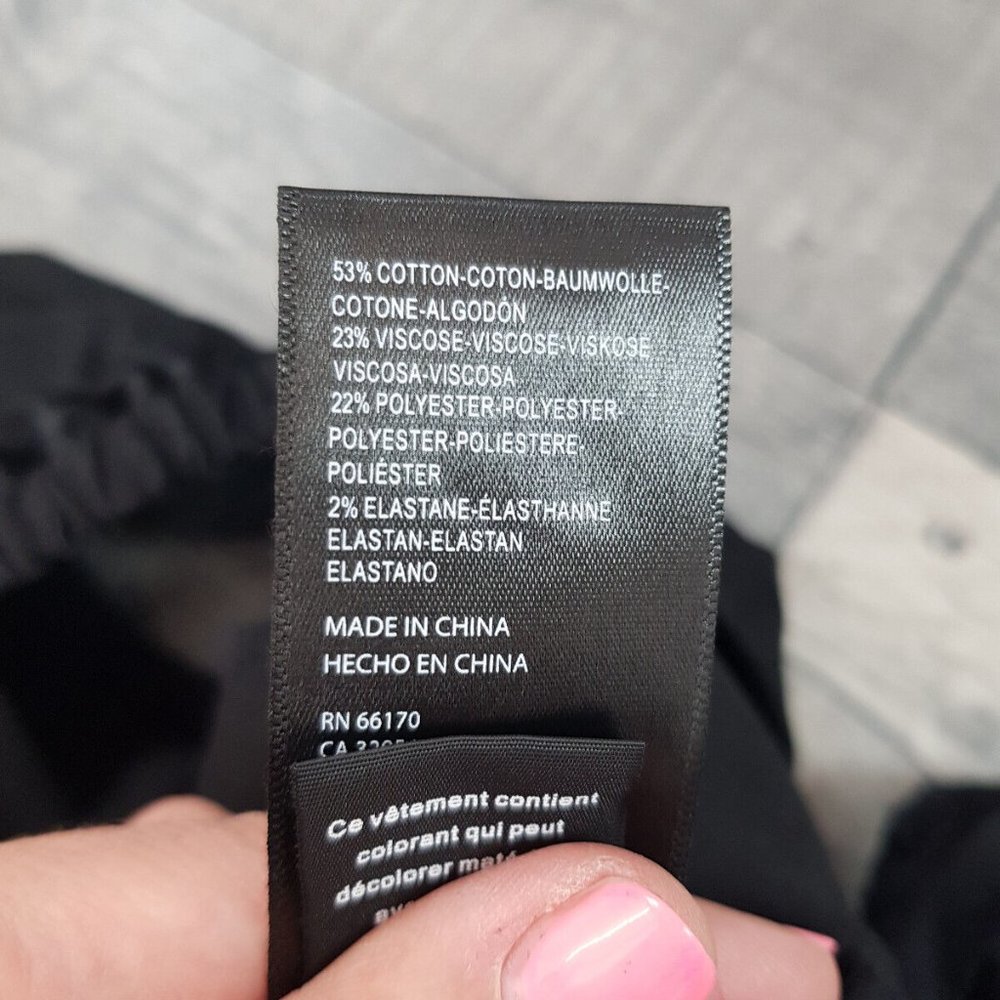 53% COTTON-COTON-BAUMWOLLE-
COTONE-ALGODÓN
23% VISCOSE-VISCOSE-VISKOSE
VISCOSA-VISCOSA
22% POLYESTER-POLYESTER-
POLYESTER-POLIESTERE-
POLIÉSTER
2% ELASTANE-ÉLASTHANNE
ELASTAN-ELASTAN
ELASTANO
MADE IN CHINA
HECHO EN CHINA
RN 66170
CA
Ce vêtement contient
colorant qui peut
décolorer